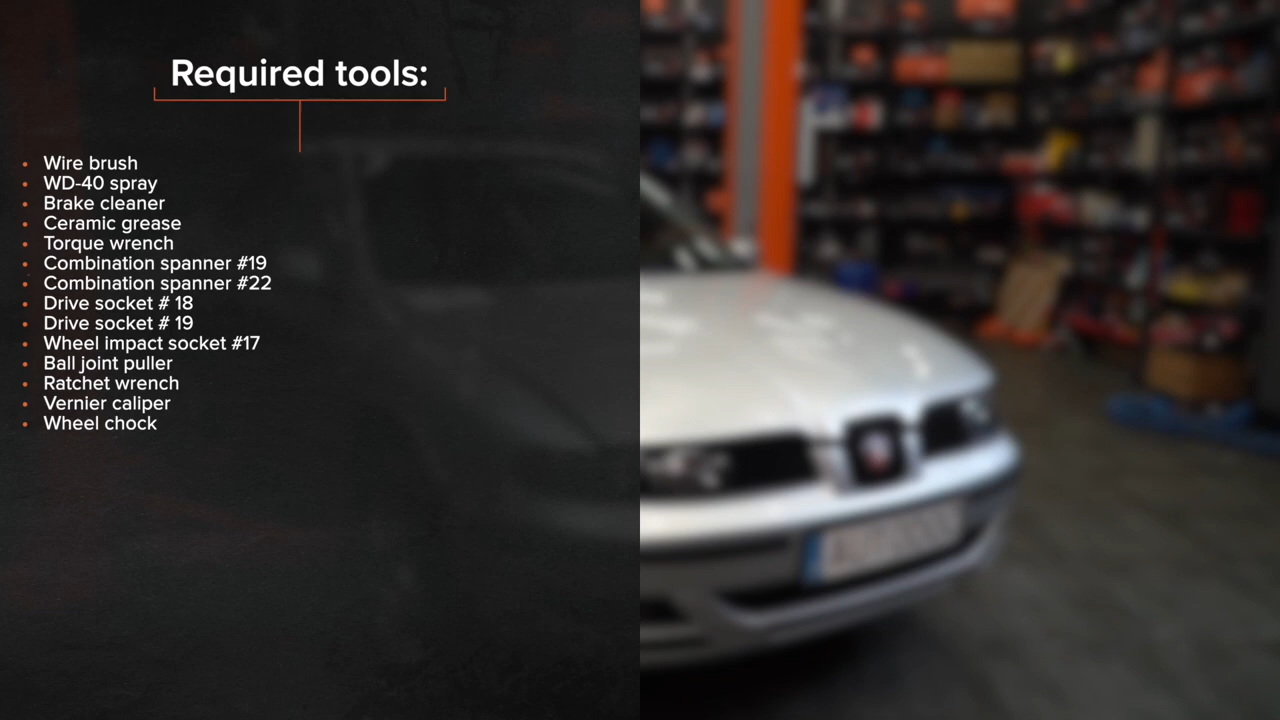 Required tools:
• Wire brush
• WD-40 spray
• Brake cleaner
• Ceramic grease
• Torque wrench
• Combination spanner #19
• Combination spanner #22
• Drive socket # 18
• Drive socket # 19
• Wheel impact socket #17
• Ball joint puller
• Ratchet wrench
• Vernier caliper
• Wheel chock